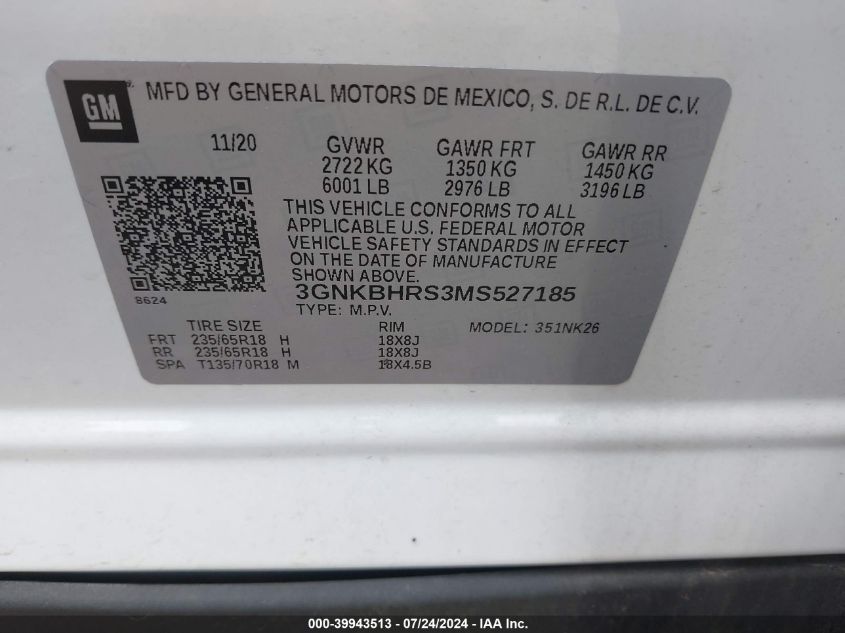 GM
MFD BY GENERAL MOTORS DE MEXICO, S. DE R.L. DE C.V.
11/20 GVWR GAWR FRT GAWR RR
2722 KG 1350 KG 1450 KG
6001 LB 2976 LB 3196 LB
THIS VEHICLE CONFORMS TO ALL
APPLICABLE U.S. FEDERAL MOTOR
VEHICLE SAFETY STANDARDS IN EFFECT
ON THE DATE OF MANUFACTURE
SHOWN ABOVE.
8624
3GNKBHRS3MS527185
TYPE: M.P.V.
TIRE SIZE RIM MODEL: 351NK26
FRT 235/65R18 H 18X8J
RR 235/65R18 H 18X8J
SPA T135/70R18 M 18X4.5B
000-39943513 / 07/24/2024 - IAA Inc.